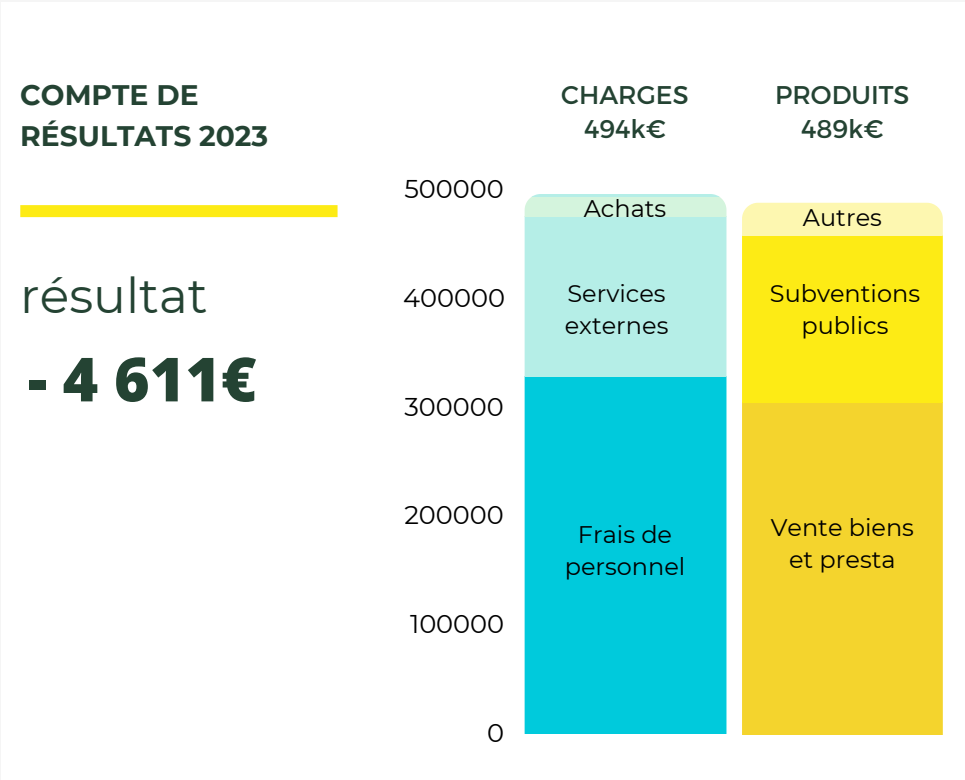 COMPTE DE
RÉSULTATS 2023
résultat
- 4 611€
CHARGES
494k€
PRODUITS
489k€
500000
400000
300000
200000
100000
0
Achats
Services
externes
Frais de
personnel
Autres
Subventions
publics
Vente biens
et presta